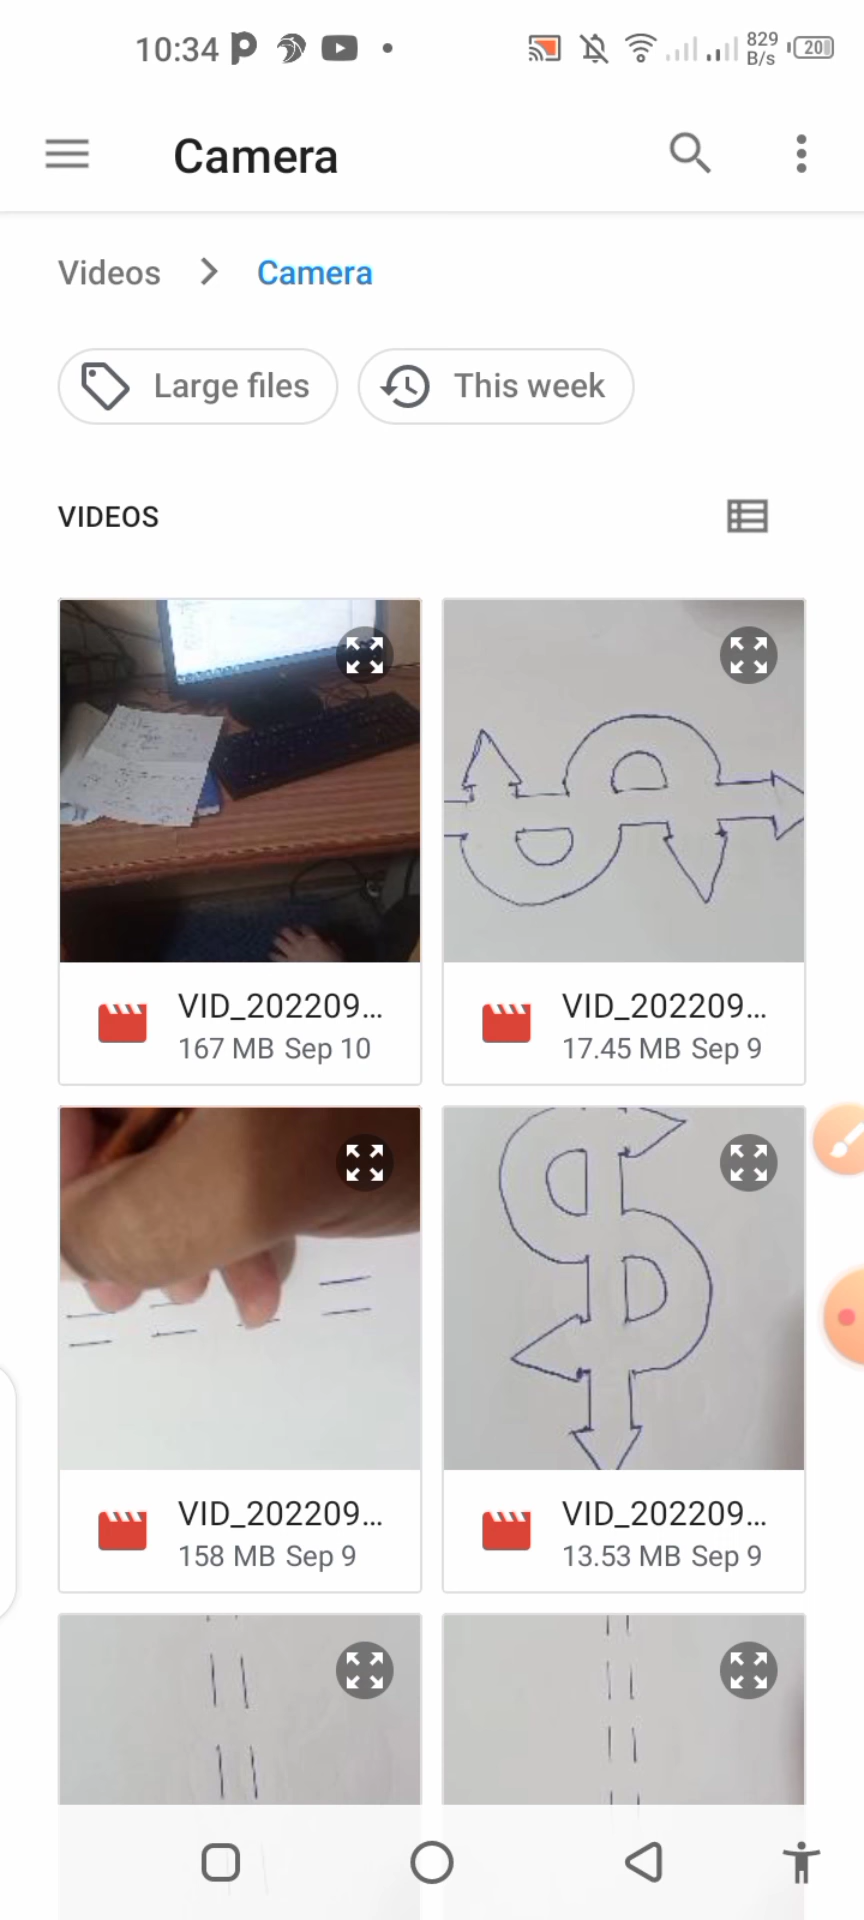 10:34 829 B/s 20
Camera
Videos > Camera
Large files This week
VIDEOS
VID_202209...
167 MB Sep 10
VID_202209...
17.45 MB Sep 9
VID_202209...
158 MB Sep 9
VID_202209...
13.53 MB Sep 9